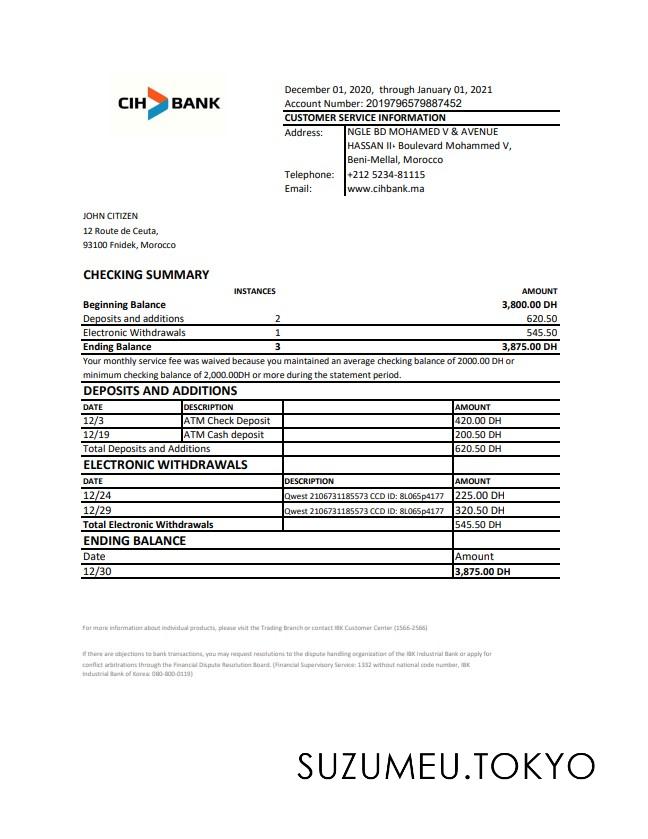 CIH BANK
December 01, 2020, through January 01, 2021
Account Number: 2019796579887452
CUSTOMER SERVICE INFORMATION
Address: NGLE BD MOHAMED V & AVENUE
HASSAN II، Boulevard Mohammed V,
Beni-Mellal, Morocco
Telephone: +212 5234-81115
Email: www.cihbank.ma
JOHN CITIZEN
12 Route de Ceuta,
93100 Fnidek, Morocco
CHECKING SUMMARY
INSTANCES AMOUNT
Beginning Balance 3,800.00 DH
Deposits and additions 2 620.50
Electronic Withdrawals 1 545.50
Ending Balance 3 3,875.00 DH
Your monthly service fee was waived because you maintained an average checking balance of 2000.00 DH or
minimum checking balance of 2,000.00DH or more during the statement period.
DEPOSITS AND ADDITIONS
DATE DESCRIPTION AMOUNT
12/3 ATM Check Deposit 420.00 DH
12/19 ATM Cash deposit 200.50 DH
Total Deposits and Additions 620.50 DH
ELECTRONIC WITHDRAWALS
DATE DESCRIPTION AMOUNT
12/24 Qwest 2106731185573 CCD ID: 8L065p4177 225.00 DH
12/29 Qwest 2106731185573 CCD ID: 8L065p4177 320.50 DH
Total Electronic Withdrawals 545.50 DH
ENDING BALANCE
Date Amount
12/30 3,875.00 DH
For more information about individual products, please visit the Trading Branch or contact IBK Customer Center (1566-2566)
If there are objections to bank transactions, you may request resolutions to the dispute handling organization of the IBK Industrial Bank or apply for
conflict arbitrations through the Financial Dispute Resolution Board. (Financial Supervisory Service: 1332 without national code number, IBK
Industrial Bank of Korea: 080-800-0119)
SUZUMEU.TOKYO